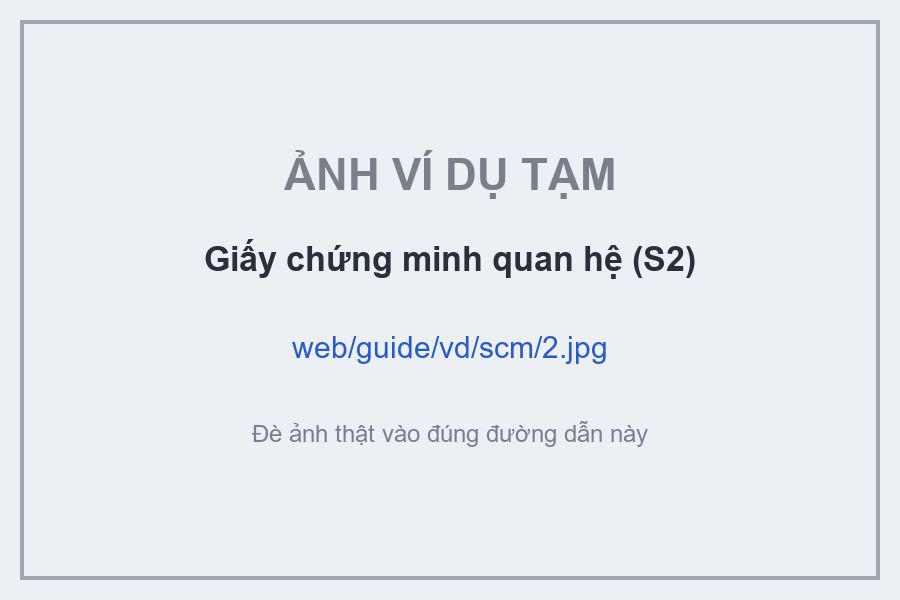 ẢNH VÍ DỤ TẠM
Giấy chứng minh quan hệ (S2)
web/guide/vd/scm/2.jpg
Đè ảnh thật vào đúng đường dẫn này